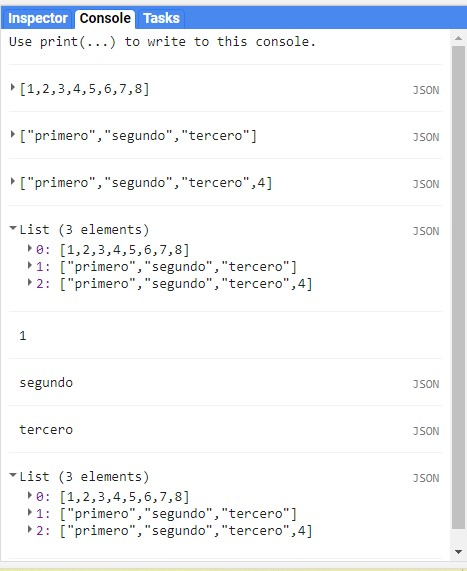 Inspector Console Tasks
Use print(...) to write to this console.
[1,2,3,4,5,6,7,8] JSON
["primero","segundo","tercero"] JSON
["primero","segundo","tercero",4] JSON
List (3 elements) JSON
0: [1,2,3,4,5,6,7,8]
1: ["primero","segundo","tercero"]
2: ["primero","segundo","tercero",4]
1
segundo JSON
tercero JSON
List (3 elements) JSON
0: [1,2,3,4,5,6,7,8]
1: ["primero","segundo","tercero"]
2: ["primero","segundo","tercero",4]